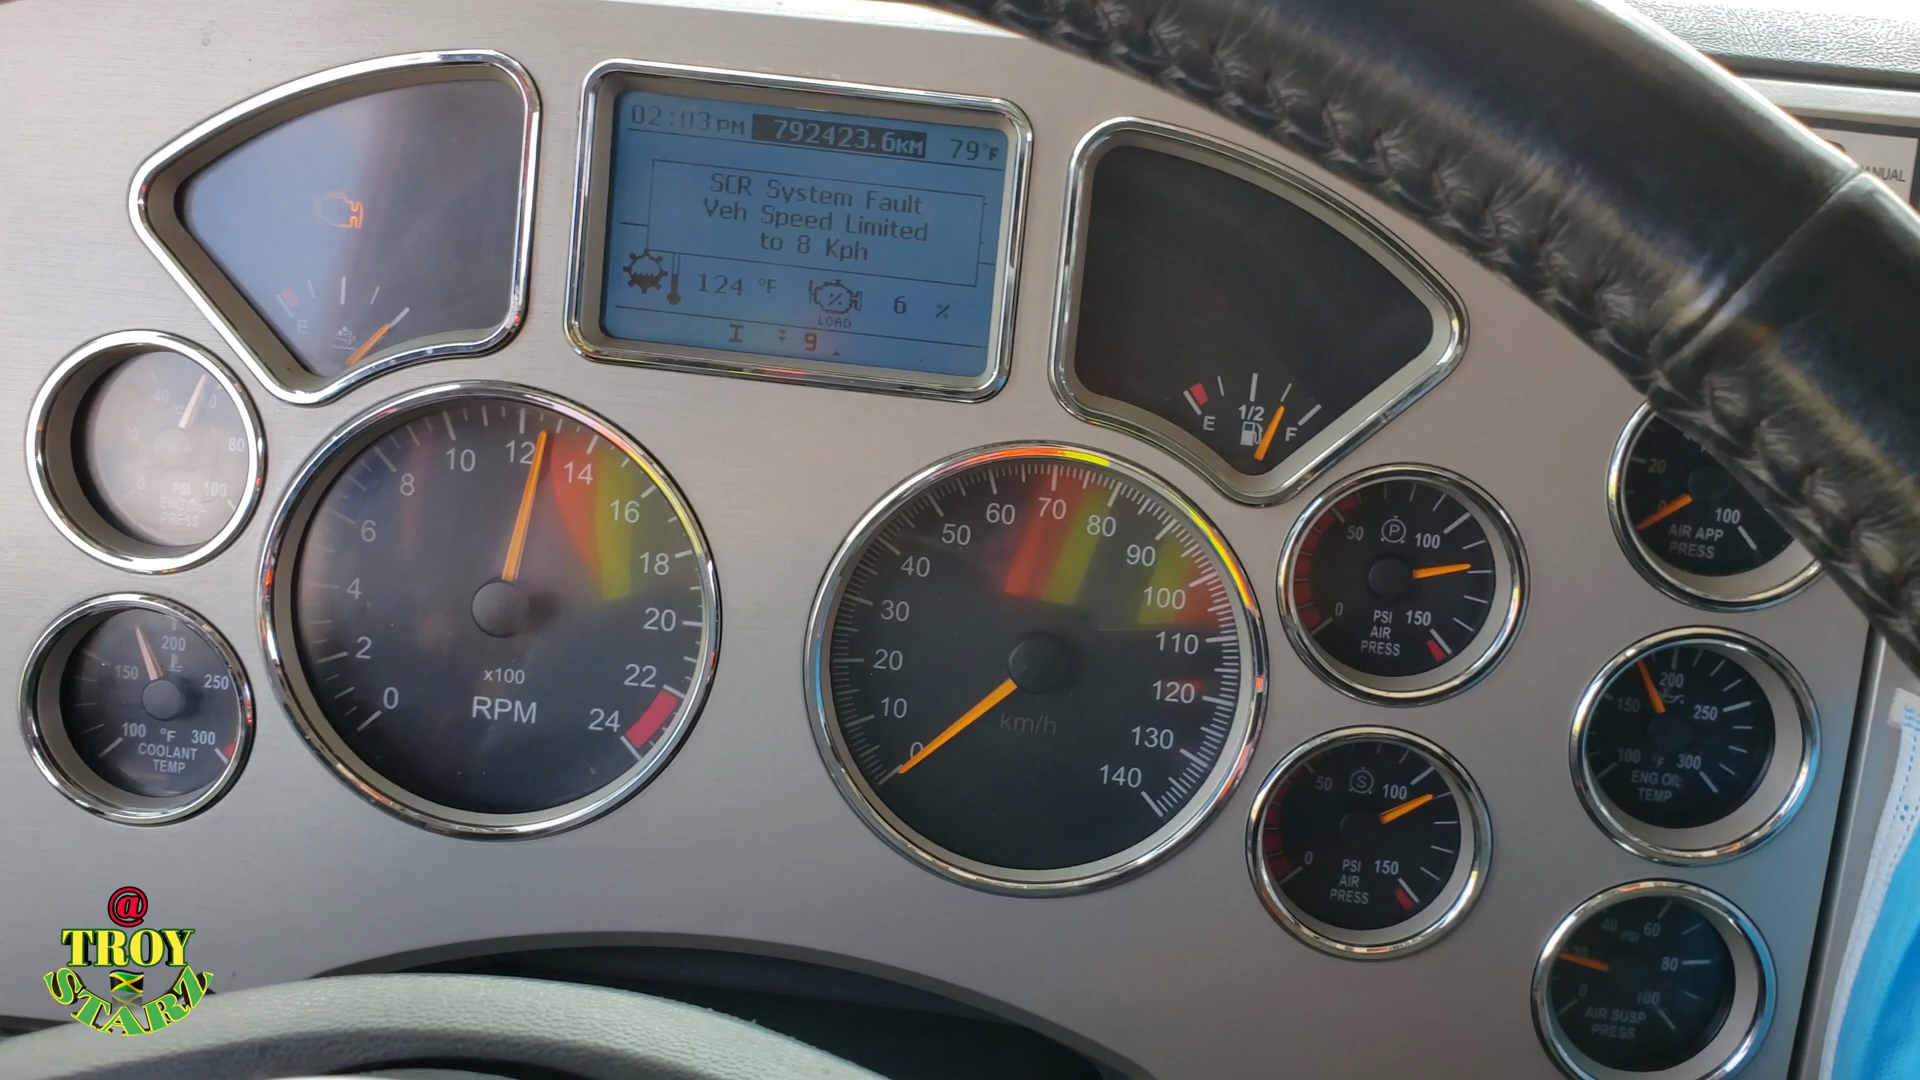 02:03 PM 792423.6KM 79°F
SCR System Fault
Veh Speed Limited
to 8 Kph
124 °F 6 %
LOAD
I 9
E
E 1/2 F
40 80
20
0 PSI 100
ENG OIL
PRESS
0 2 4 6 8 10 12 14 16 18 20 22 24
x100
RPM
0 10 20 30 40 50 60 70 80 90 100 110 120 130 140
km/h
50 P 100
0 PSI 150
AIR
PRESS
20
0 100
AIR APP
PRESS
150 200 250
100 °F 300
COOLANT
TEMP
50 S 100
0 PSI 150
AIR
PRESS
150 200 250
100 °F 300
ENG OIL
TEMP
40 PSI 60
20 80
0 100
AIR SUSP
PRESS
@
TROY
STARZ